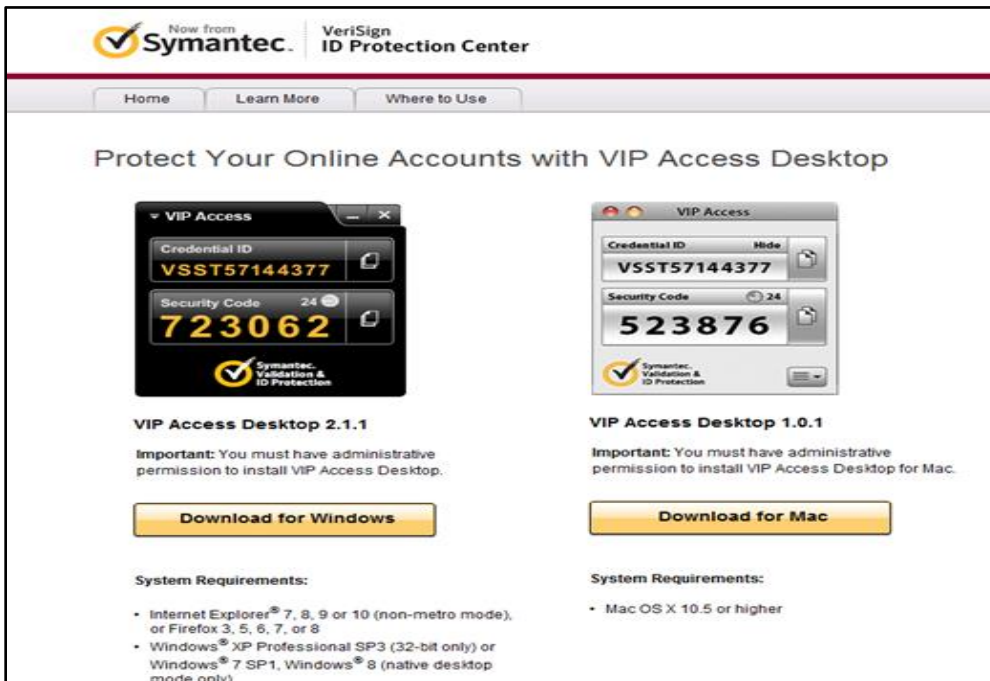 Now from
Symantec.
VeriSign
ID Protection Center
Home Learn More Where to Use
Protect Your Online Accounts with VIP Access Desktop
VIP Access
Credential ID
VSST57144377
Security Code 24
723062
Symantec.
Validation &
ID Protection
VIP Access Desktop 2.1.1
Important: You must have administrative
permission to install VIP Access Desktop.
Download for Windows
System Requirements:
• Internet Explorer® 7, 8, 9 or 10 (non-metro mode),
or Firefox 3, 5, 6, 7, or 8
• Windows® XP Professional SP3 (32-bit only) or
Windows® 7 SP1, Windows® 8 (native desktop
mode only)
VIP Access
Credential ID Hide
VSST57144377
Security Code 24
523876
Symantec.
Validation &
ID Protection
VIP Access Desktop 1.0.1
Important: You must have administrative
permission to install VIP Access Desktop for Mac.
Download for Mac
System Requirements:
• Mac OS X 10.5 or higher